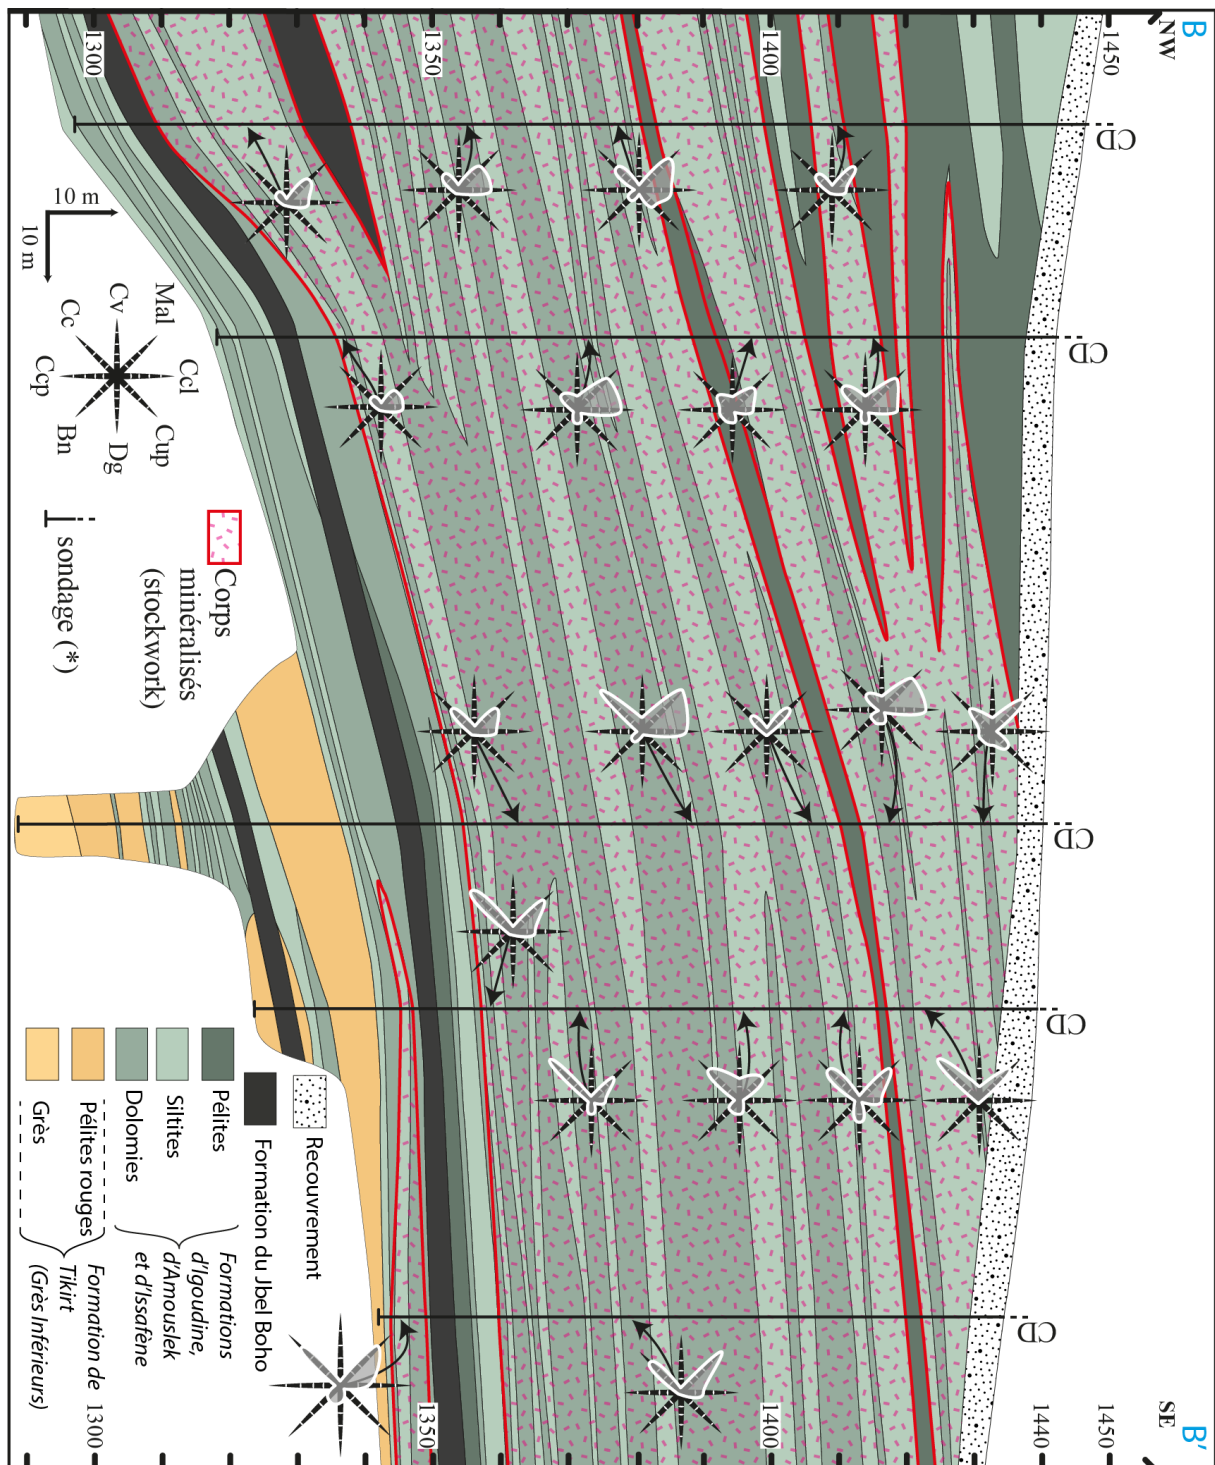 B
NW
SE
B'
1450
1450
1440
CD
CD
CD
CD
CD
1400
1400
1350
1350
1300
1300
10 m
10 m
Mal
Ccl
Cup
Cv
Dg
Cc
Ccp
Bn
Corps
minéralisés
(stockwork)
sondage (*)
Recouvrement
Formation du Jbel Boho
Pélites
Siltites
Dolomies
Formations
d'Igoudine,
d'Amouslek
et d'Issafène
Pélites rouges
Grès
Formation de
Tikirt
(Grès Inférieurs)